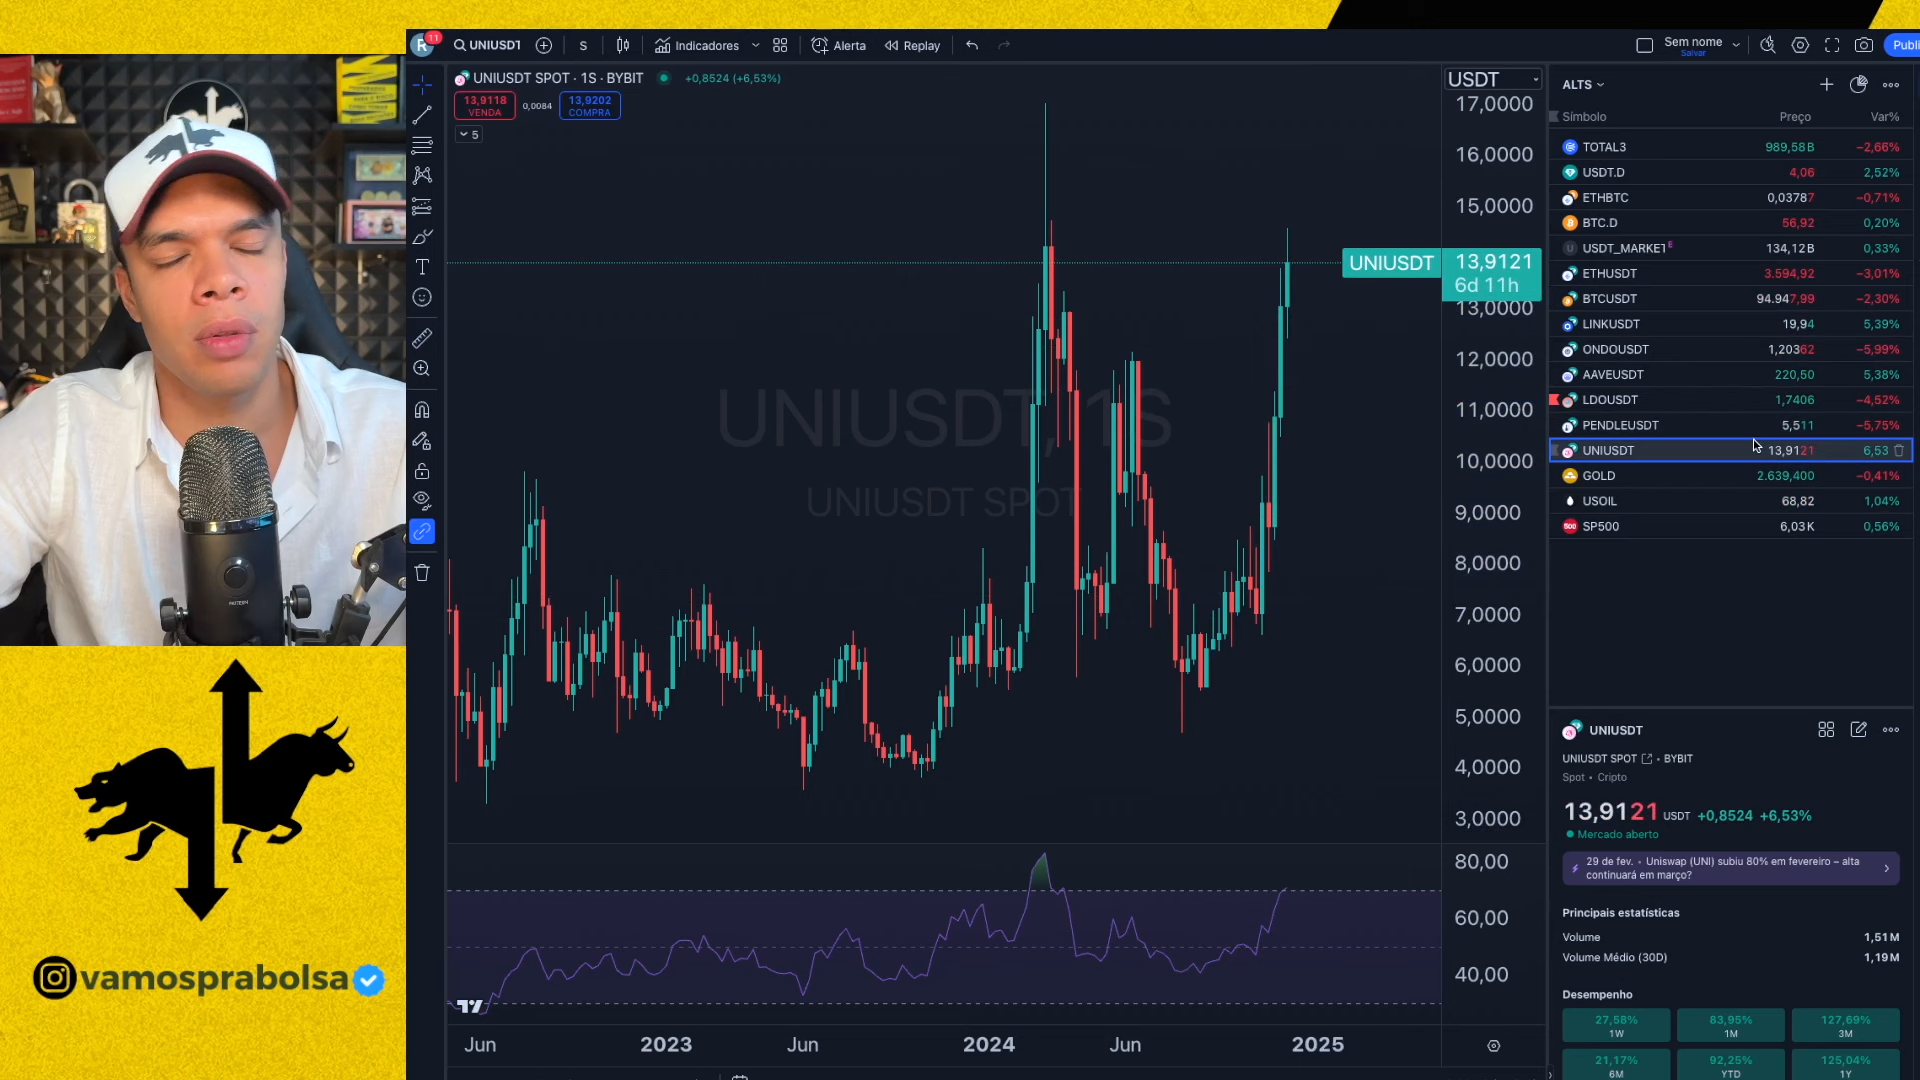 R 11
UNIUSDT
S
Indicadores
Alerta
Replay
Sem nome
Salvar
Publi
UNIUSDT SPOT · 1S · BYBIT
+0,8524 (+6,53%)
13,9118
VENDA
0,0084
13,9202
COMPRA
5
UNIUSDT, 1S
UNIUSDT SPOT
USDT
17,0000
16,0000
15,0000
UNIUSDT
13,9121
6d 11h
13,0000
12,0000
11,0000
10,0000
9,0000
8,0000
7,0000
6,0000
5,0000
4,0000
3,0000
80,00
60,00
40,00
Jun
2023
Jun
2024
Jun
2025
ALTS
Símbolo Preço Var%
TOTAL3 989,58 B −2,66%
USDT.D 4,06 2,52%
ETHBTC 0,03787 −0,71%
BTC.D 56,92 0,20%
USDT_MARKET E 134,12 B 0,33%
ETHUSDT 3.594,92 −3,01%
BTCUSDT 94.947,99 −2,30%
LINKUSDT 19,94 5,39%
ONDOUSDT 1,20362 −5,99%
AAVEUSDT 220,50 5,38%
LDOUSDT 1,7406 −4,52%
PENDLEUSDT 5,511 −5,75%
UNIUSDT 13,9121 6,53
GOLD 2.639,400 −0,41%
USOIL 68,82 1,04%
500 SP500 6,03 K 0,56%
UNIUSDT
UNIUSDT SPOT • BYBIT
Spot • Cripto
13,9121 USDT +0,8524 +6,53%
Mercado aberto
29 de fev. • Uniswap (UNI) subiu 80% em fevereiro – alta
continuará em março?
Principais estatísticas
Volume 1,51 M
Volume Médio (30D) 1,19 M
Desempenho
27,58%
1W
83,95%
1M
127,69%
3M
21,17%
6M
92,25%
YTD
125,04%
1Y
vamosprabolsa